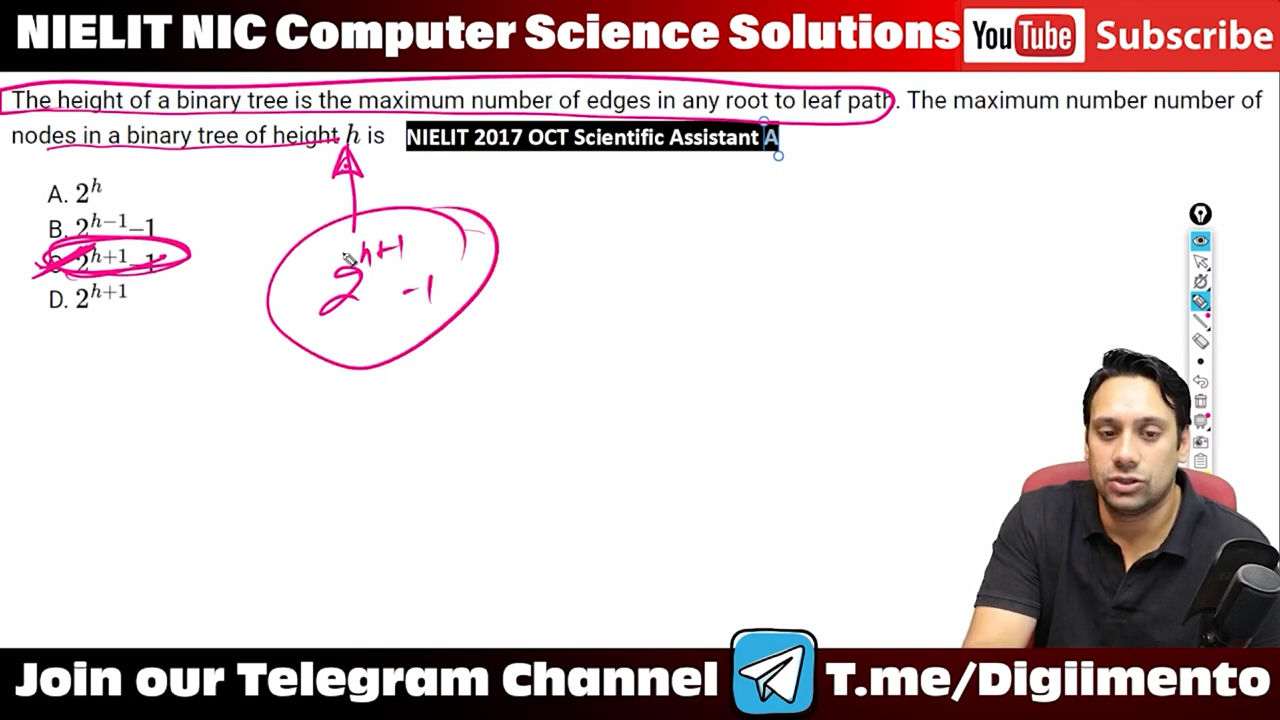 NIELIT NIC Computer Science Solutions YouTube Subscribe
The height of a binary tree is the maximum number of edges in any root to leaf path. The maximum number number of
nodes in a binary tree of height h is NIELIT 2017 OCT Scientific Assistant A
A. 2^h
B. 2^{h−1}−1
C. 2^{h+1}−1
D. 2^{h+1}
2^{h+1} -1
Join our Telegram Channel T.me/Digiimento